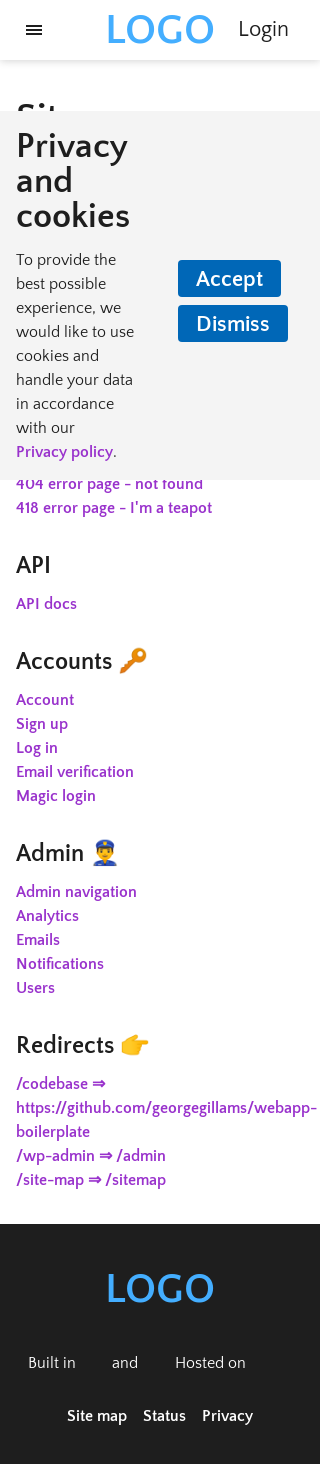 LOGO Login
Privacy
and
cookies
To provide the
best possible
experience, we
would like to use
cookies and
handle your data
in accordance
with our
Privacy policy.
Accept
Dismiss
404 error page - not found
418 error page - I'm a teapot
API
API docs
Accounts 🔑
Account
Sign up
Log in
Email verification
Magic login
Admin 👮
Admin navigation
Analytics
Emails
Notifications
Users
Redirects 👉
/codebase ⇒
https://github.com/georgegillams/webapp-
boilerplate
/wp-admin ⇒ /admin
/site-map ⇒ /sitemap
LOGO
Built in and Hosted on
Site map Status Privacy